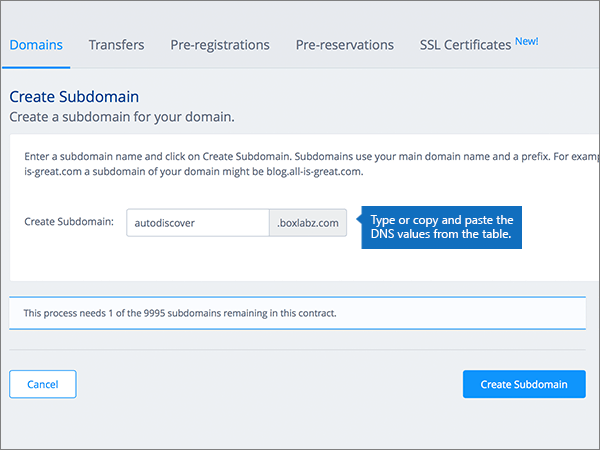 Domains Transfers Pre-registrations Pre-reservations SSL Certificates New!
Create Subdomain
Create a subdomain for your domain.
Enter a subdomain name and click on Create Subdomain. Subdomains use your main domain name and a prefix. For
is-great.com a subdomain of your domain might be blog.all-is-great.com.
Create Subdomain: autodiscover .boxlabz.com
Type or copy and paste the
DNS values from the table.
This process needs 1 of the 9995 subdomains remaining in this contract.
Cancel Create Subdomain